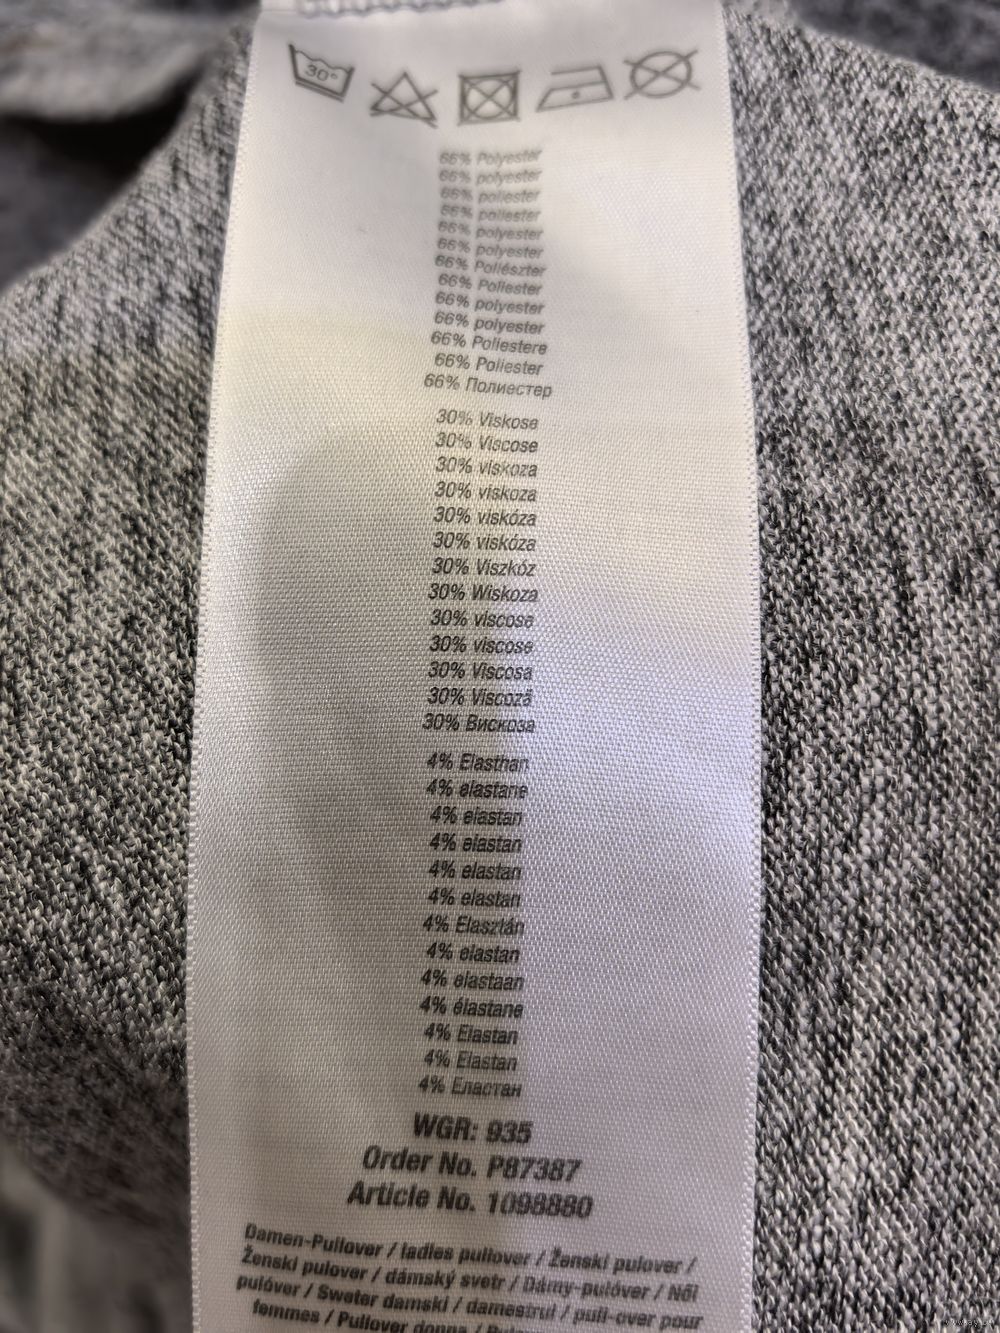 30°
66% Polyester
66% polyester
66% poliester
66% poliester
66% polyester
66% polyester
66% Poliészter
66% Poliester
66% polyester
66% polyester
66% Poliestere
66% Poliester
66% Полиестер
30% Viskose
30% Viscose
30% viskoza
30% viskoza
30% viskóza
30% viskóza
30% Viszkóz
30% Wiskoza
30% viscose
30% viscose
30% Viscosa
30% Viscoză
30% Вискоза
4% Elasthan
4% elastane
4% elastan
4% elastan
4% elastan
4% elastan
4% Elasztán
4% elastan
4% elastaan
4% élastane
4% Elastan
4% Elastan
4% Еластан
WGR: 935
Order No. P87387
Article No. 1098880
Damen-Pullover / ladies pullover / Ženski pulover /
Ženski pulover / dámský svetr / Dámy-pulóver / Női
pulóver / Sweter damski / damestrui / pull-over pour
femmes / Pullover donna /